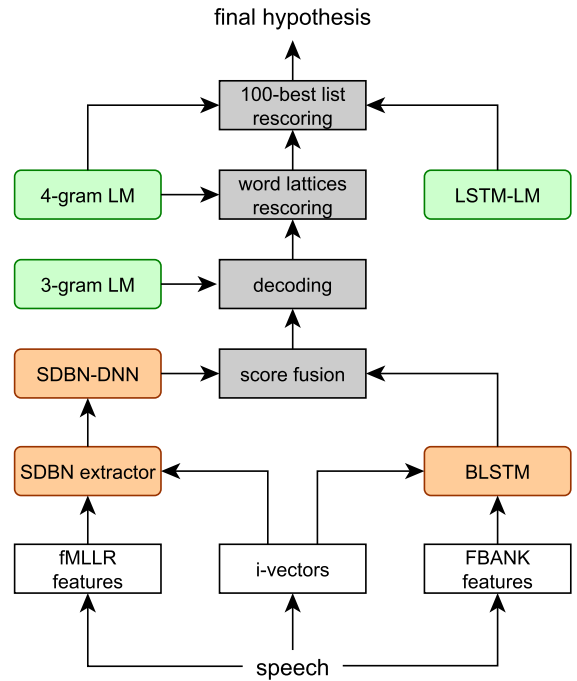 final hypothesis
100-best list
rescoring
4-gram LM
word lattices
rescoring
LSTM-LM
3-gram LM
decoding
SDBN-DNN
score fusion
SDBN extractor
BLSTM
fMLLR
features
i-vectors
FBANK
features
speech